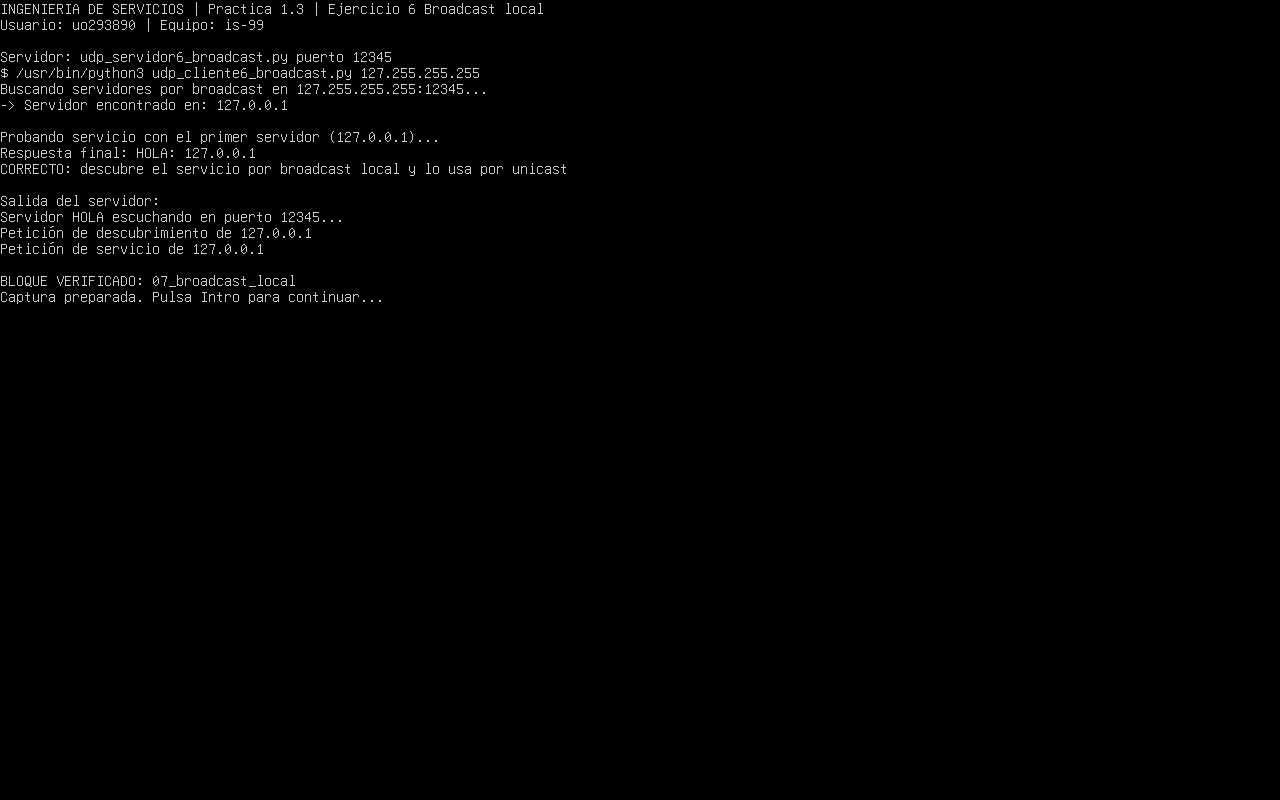 INGENIERIA DE SERVICIOS | Practica 1.3 | Ejercicio 6 Broadcast local
Usuario: uo293890 | Equipo: is-99
Servidor: udp_servidor6_broadcast.py puerto 12345
$ /usr/bin/python3 udp_cliente6_broadcast.py 127.255.255.255
Buscando servidores por broadcast en 127.255.255.255:12345...
-> Servidor encontrado en: 127.0.0.1
Probando servicio con el primer servidor (127.0.0.1)...
Respuesta final: HOLA: 127.0.0.1
CORRECTO: descubre el servicio por broadcast local y lo usa por unicast
Salida del servidor:
Servidor HOLA escuchando en puerto 12345...
Petición de descubrimiento de 127.0.0.1
Petición de servicio de 127.0.0.1
BLOQUE VERIFICADO: 07_broadcast_local
Captura preparada. Pulsa Intro para continuar...